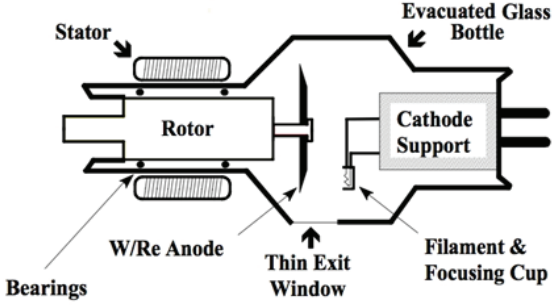 Evacuated Glass
Bottle
Stator
Rotor
Cathode
Support
W/Re Anode
Thin Exit
Window
Filament &
Focusing Cup
Bearings